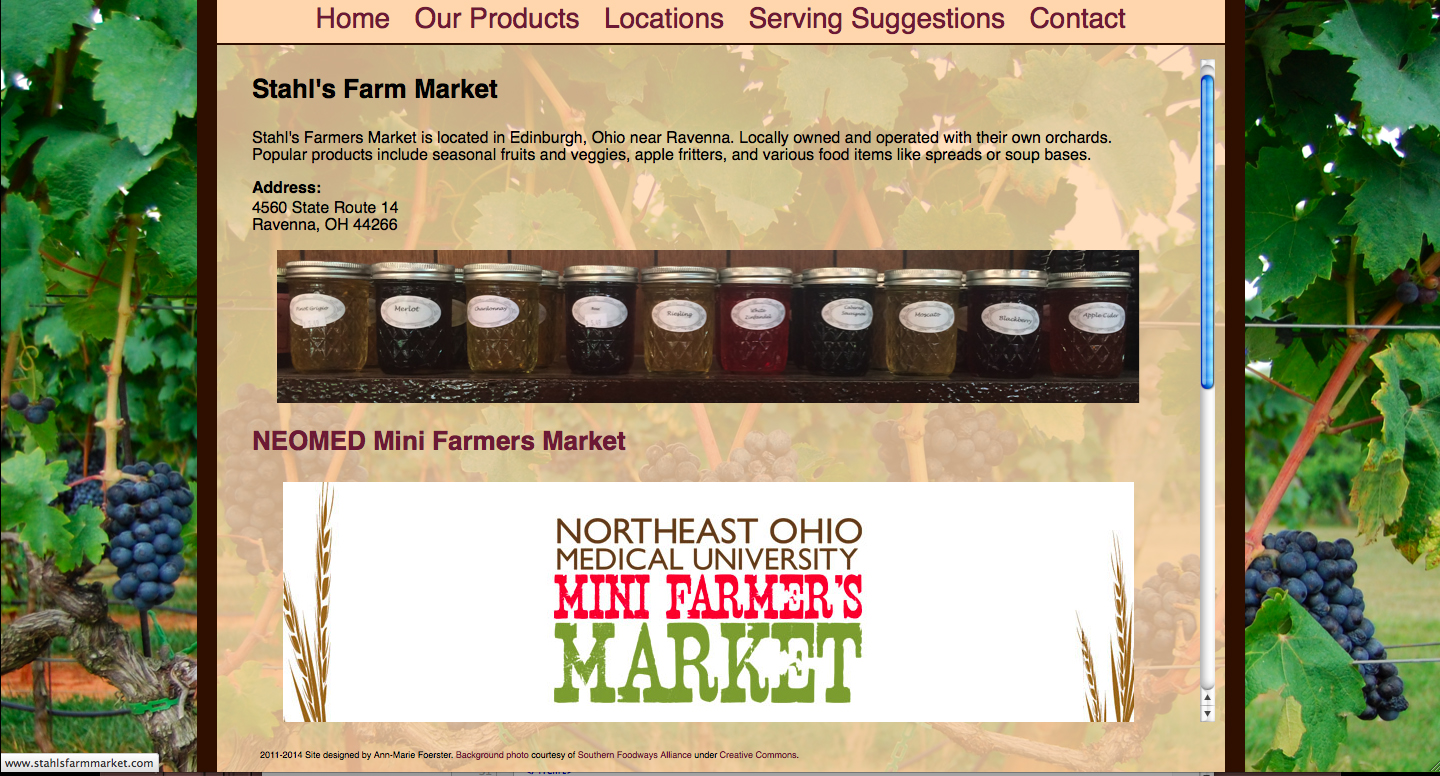 Home Our Products Locations Serving Suggestions Contact
Stahl's Farm Market
Stahl's Farmers Market is located in Edinburgh, Ohio near Ravenna. Locally owned and operated with their own orchards.
Popular products include seasonal fruits and veggies, apple fritters, and various food items like spreads or soup bases.
Address:
4560 State Route 14
Ravenna, OH 44266
Pinot Grigio Merlot Chardonnay Riesling White Zinfandel Cabernet Sauvignon Moscato Blackberry Apple Cider
NEOMED Mini Farmers Market
NORTHEAST OHIO
MEDICAL UNIVERSITY
MINI FARMER'S
MARKET
2011-2014 Site designed by Ann-Marie Foerster. Background photo courtesy of Southern Foodways Alliance under Creative Commons.
www.stahlsfarmmarket.com